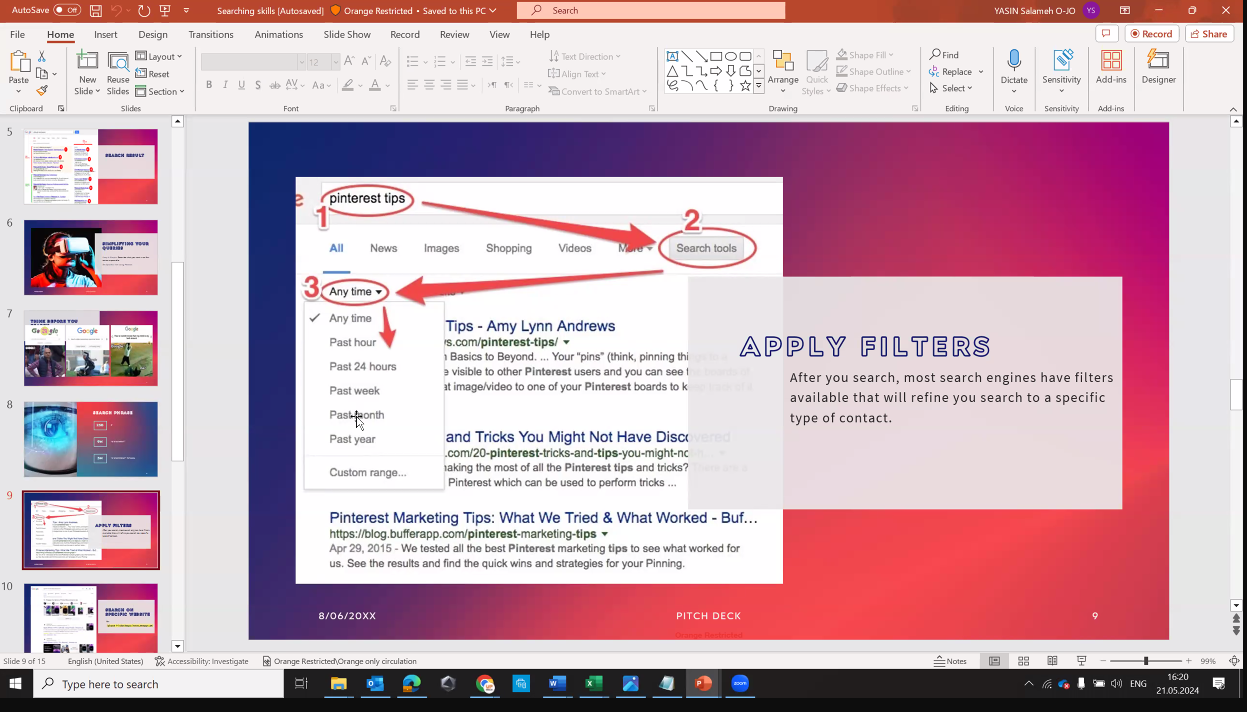 AutoSave Off
Searching skills [Autosaved]
Orange Restricted • Saved to this PC
Search
YASIN Salameh O-JO
YS
File Home Insert Draw Design Transitions Animations Slide Show Record Review View Help
Record
Share
Paste
New Slide
Reuse Slides
Layout
Reset
Section
12
Text Direction
Align Text
Convert to SmartArt
Arrange
Quick Styles
Shape Fill
Shape Outline
Shape Effects
Find
Replace
Select
Dictate
Sensitivity
Add-ins
Designer
Clipboard
Slides
Font
Paragraph
Drawing
Editing
Voice
Sensitivity
Add-ins
Designer
5
SEARCH RESULT
6
SIMPLIFYING YOUR QUERIES
7
THINK BEFORE YOU
Google
8
SEARCH PHRASE
9
APPLY FILTERS
10
SEARCH ON SPECIFIC WEBSITE
pinterest tips
1
2
All News Images Shopping Videos More Search tools
3
Any time
Any time
Past hour
Past 24 hours
Past week
Past month
Past year
Custom range...
Tips - Amy Lynn Andrews
s.com/pinterest-tips/
Basics to Beyond. ... Your “pins” (think, pinning
e visible to other Pinterest users and you can see
at image/video to one of your Pinterest boards to
and Tricks You Might Not Have Discovered
.com/20-pinterest-tricks-and-tips-you-might-not-...
making the most of all the Pinterest tips and tricks?
Pinterest which can be used to perform tricks ...
Pinterest Marketing Tips: What We Tried & What Worked - Buf...
https://blog.bufferapp.com/pinterest-marketing-tips
Apr 29, 2015 - We tested all the best Pinterest marketing tips to see what worked for
us. See the results and find the quick wins and strategies for your Pinning.
APPLY FILTERS
After you search, most search engines have filters
available that will refine you search to a specific
type of contact.
8/06/20XX
PITCH DECK
9
Orange Restricted
Slide 9 of 15
English (United States)
Accessibility: Investigate
Orange Restricted\Orange only circulation
Notes
99%
Type here to search
zoom
ENG
16:20
21.05.2024